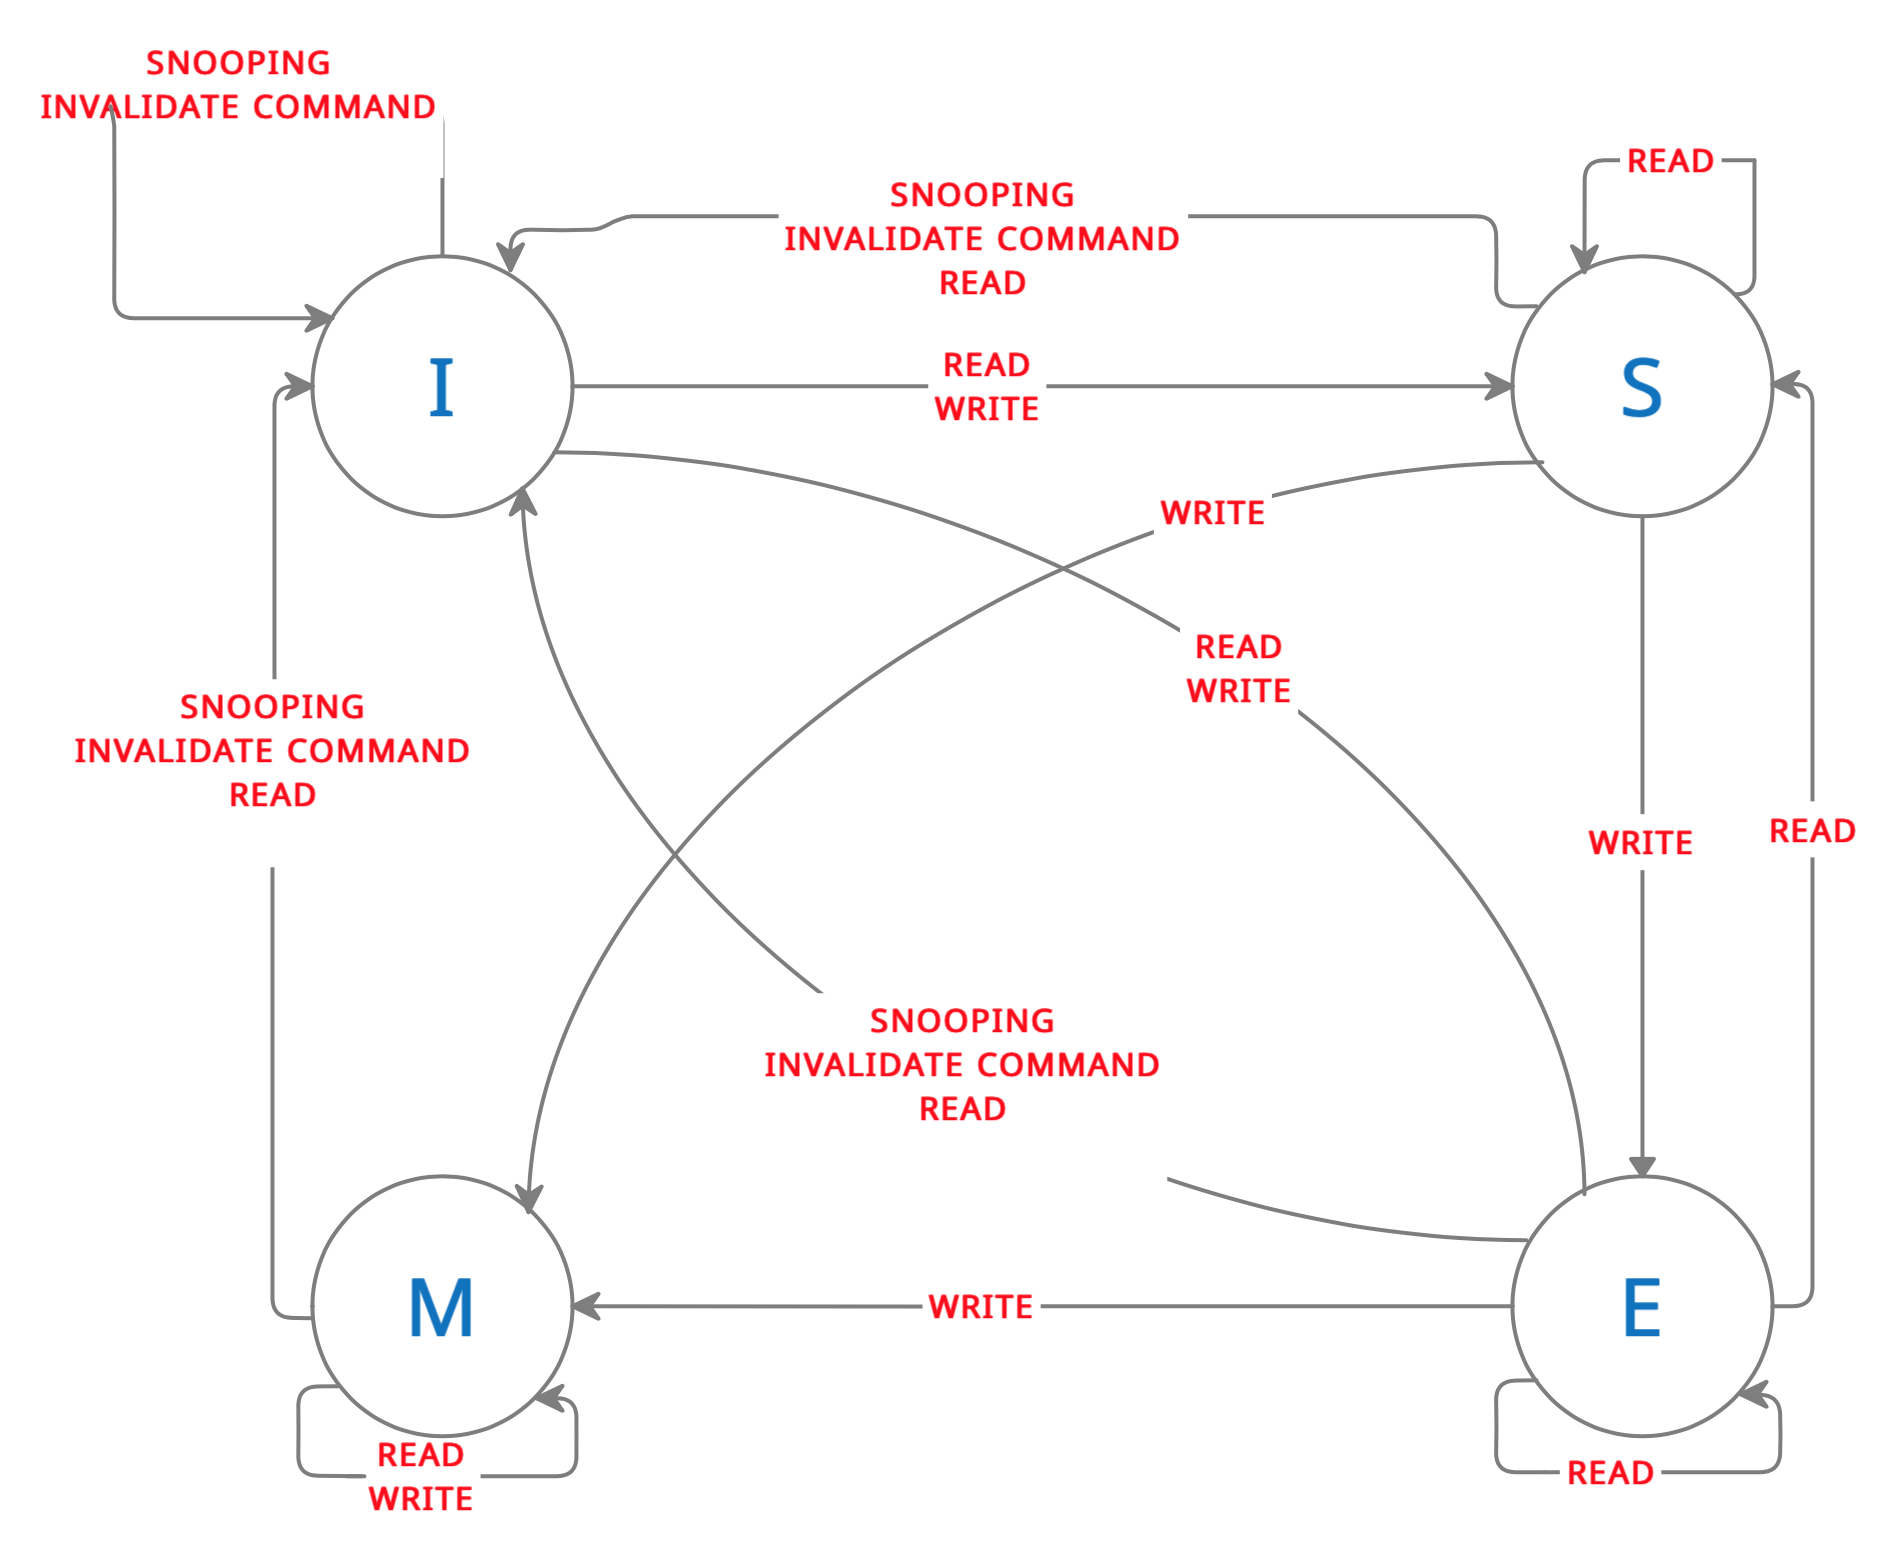 SNOOPING
INVALIDATE COMMAND
READ
SNOOPING
INVALIDATE COMMAND
READ
READ
WRITE
I
S
WRITE
READ
WRITE
SNOOPING
INVALIDATE COMMAND
READ
WRITE
READ
SNOOPING
INVALIDATE COMMAND
READ
M
WRITE
E
READ
WRITE
READ